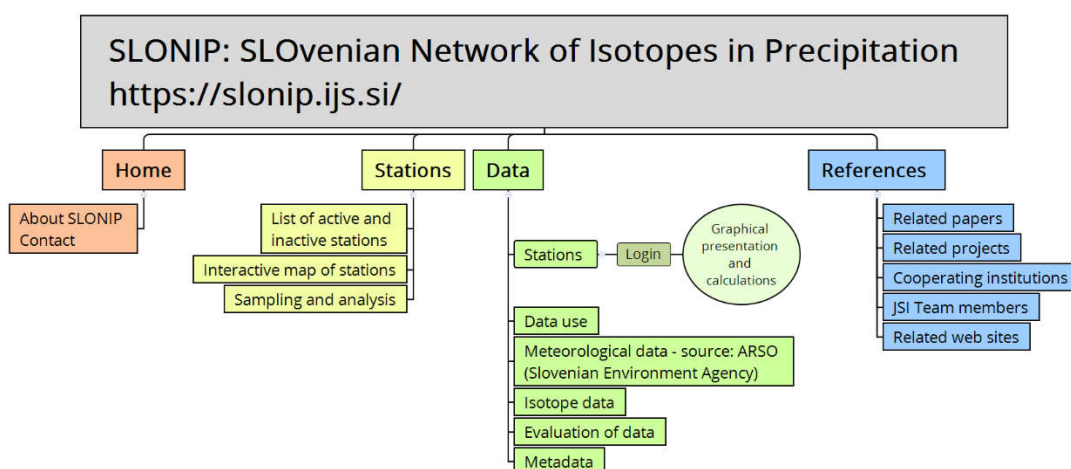 SLONIP: SLOvenian Network of Isotopes in Precipitation
https://slonip.ijs.si/
Home
About SLONIP
Contact
Stations
List of active and
inactive stations
Interactive map of stations
Sampling and analysis
Data
Stations
Login
Graphical
presentation
and
calculations
Data use
Meteorological data - source: ARSO
(Slovenian Environment Agency)
Isotope data
Evaluation of data
Metadata
References
Related papers
Related projects
Cooperating institutions
JSI Team members
Related web sites